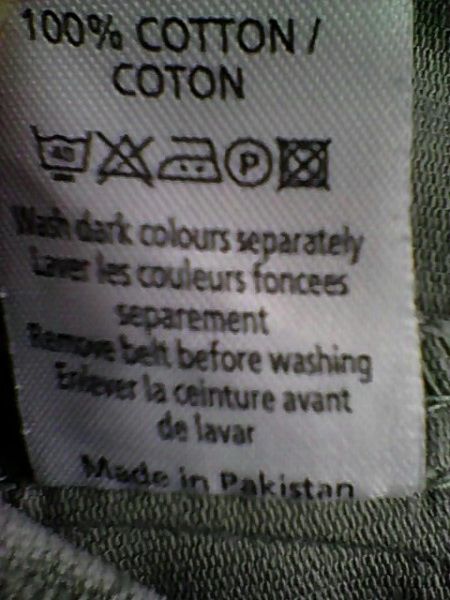 100% COTTON /
COTON
40 P
Wash dark colours separately
Laver les couleurs foncees
separement
Remove belt before washing
Enlever la ceinture avant
de lavar
Made in Pakistan